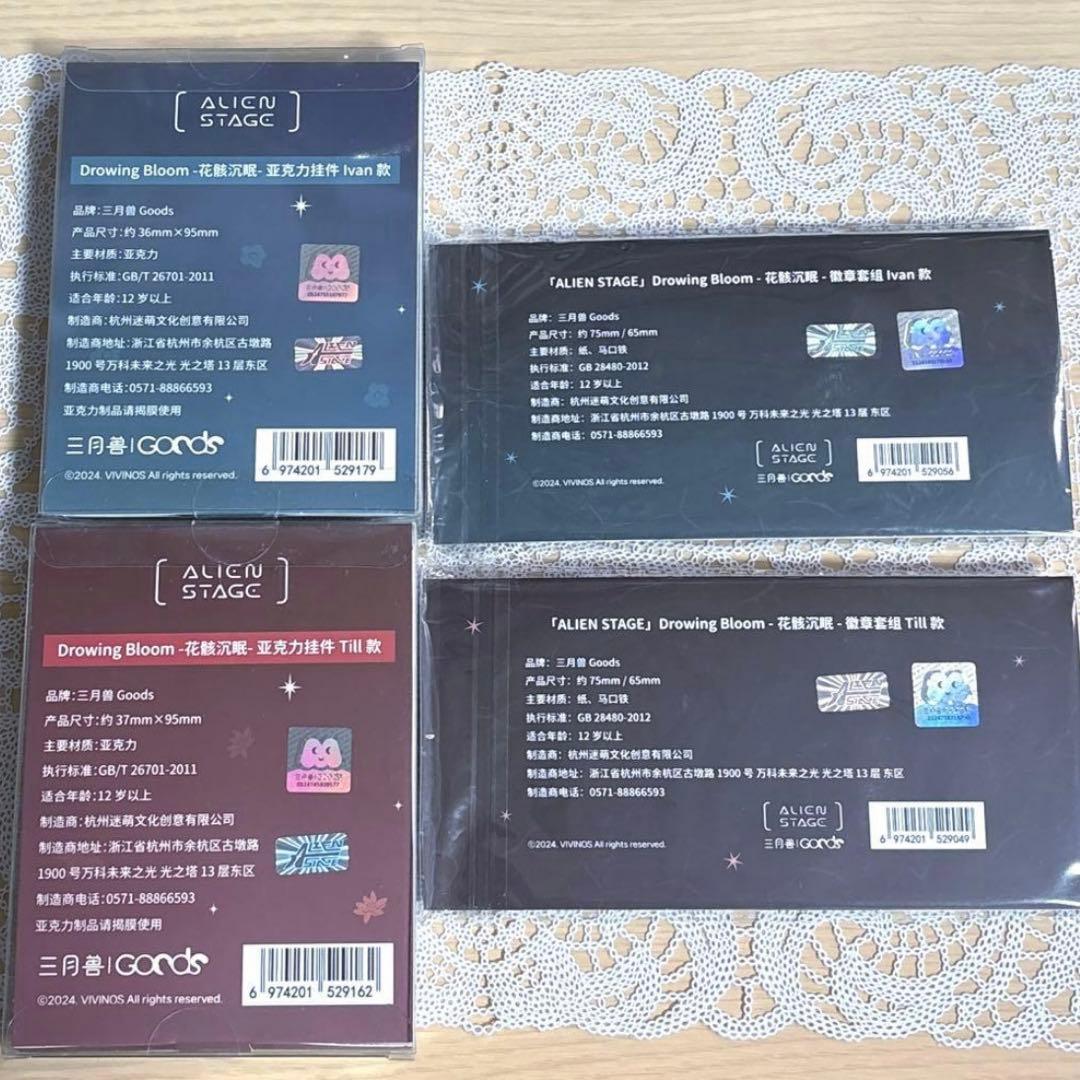 ALIEN
STAGE
Drowing Bloom -花骸沉眠- 亚克力挂件 Ivan 款
品牌:三月兽 Goods
产品尺寸:约 36mm×95mm
主要材质:亚克力
执行标准:GB/T 26701-2011
适合年龄:12 岁以上
制造商:杭州迷萌文化创意有限公司
制造商地址:浙江省杭州市余杭区古墩路
1900 号万科未来之光 光之塔 13 层东区
制造商电话:0571-88866593
亚克力制品请揭膜使用
三月兽|Goods
©2024. VIVINOS All rights reserved.
6 974201 529179
ALIEN
STAGE
「ALIEN STAGE」Drowing Bloom - 花骸沉眠 - 徽章套组 Ivan 款
品牌：三月兽 Goods
产品尺寸：约 75mm / 65mm
主要材质：纸、马口铁
执行标准：GB 28480-2012
适合年龄：12 岁以上
制造商：杭州迷萌文化创意有限公司
制造商地址：浙江省杭州市余杭区古墩路 1900 号 万科未来之光 光之塔 13 层 东区
制造商电话：0571-88866593
ALIEN
STAGE
三月兽|Goods
©2024. VIVINOS All rights reserved.
6 974201 529056
ALIEN
STAGE
ALIEN
STAGE
Drowing Bloom -花骸沉眠- 亚克力挂件 Till 款
品牌:三月兽 Goods
产品尺寸:约 37mm×95mm
主要材质:亚克力
执行标准:GB/T 26701-2011
适合年龄:12 岁以上
制造商:杭州迷萌文化创意有限公司
制造商地址:浙江省杭州市余杭区古墩路
1900 号万科未来之光 光之塔 13 层东区
制造商电话:0571-88866593
亚克力制品请揭膜使用
三月兽|Goods
©2024. VIVINOS All rights reserved.
6 974201 529162
ALIEN
STAGE
「ALIEN STAGE」Drowing Bloom - 花骸沉眠 - 徽章套组 Till 款
品牌：三月兽 Goods
产品尺寸：约 75mm / 65mm
主要材质：纸、马口铁
执行标准：GB 28480-2012
适合年龄：12 岁以上
制造商：杭州迷萌文化创意有限公司
制造商地址：浙江省杭州市余杭区古墩路 1900 号 万科未来之光 光之塔 13 层 东区
制造商电话：0571-88866593
ALIEN
STAGE
三月兽|Goods
©2024. VIVINOS All rights reserved.
6 974201 529049